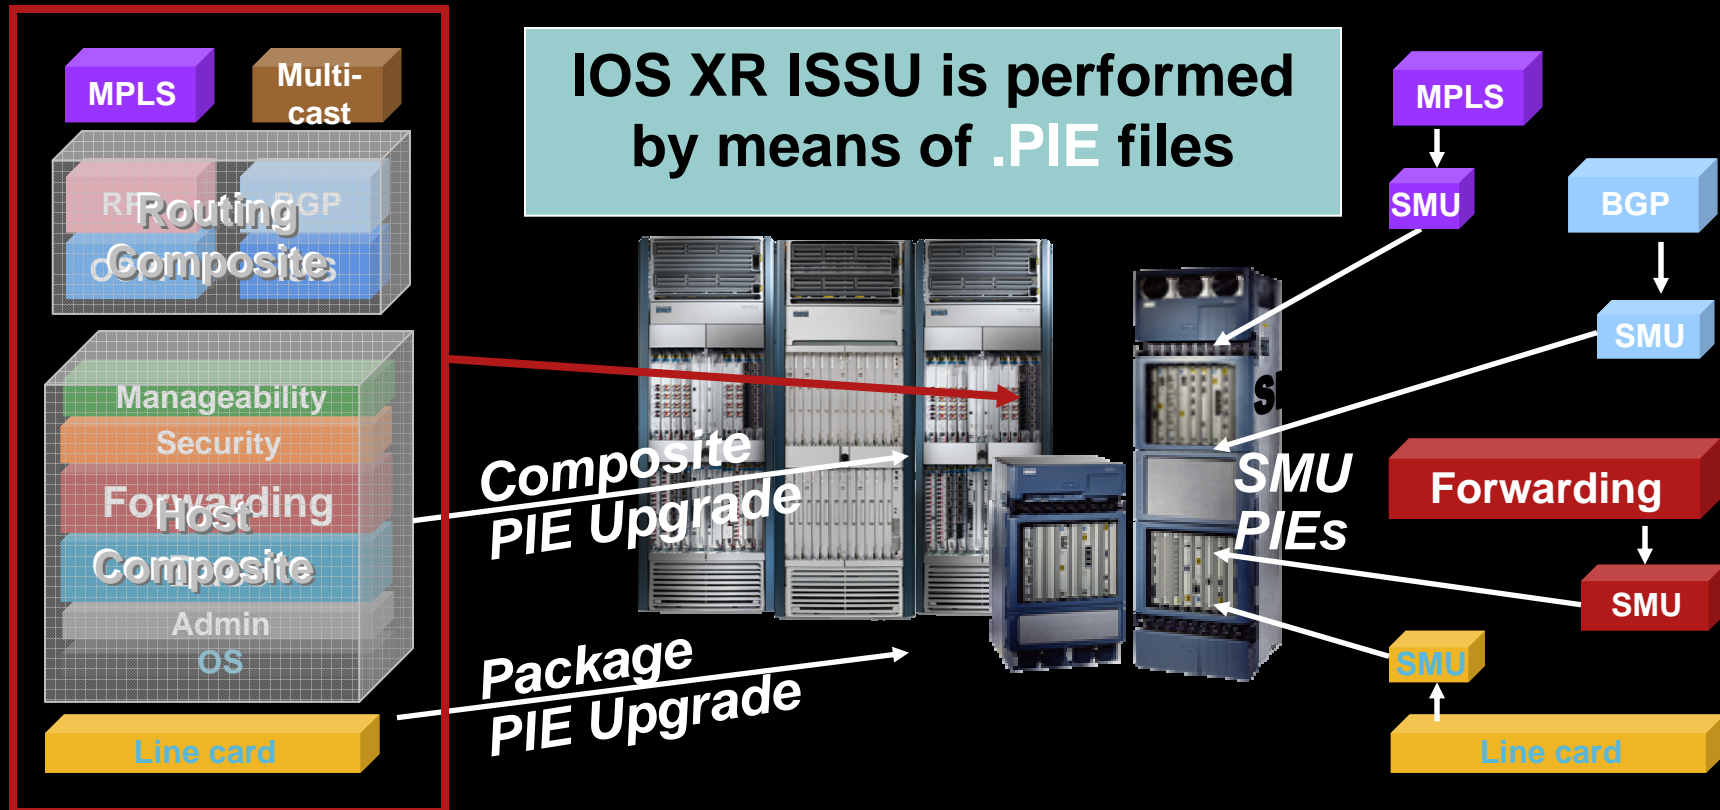 MPLS
Multi-
cast
Routing
Composite
BGP
Manageability
Security
Forwarding
Host
Composite
Admin
OS
Line card
IOS XR ISSU is performed
by means of .PIE files
Composite
PIE Upgrade
Package
PIE Upgrade
SMU
PIEs
MPLS
SMU
BGP
SMU
Forwarding
SMU
SMU
Line card